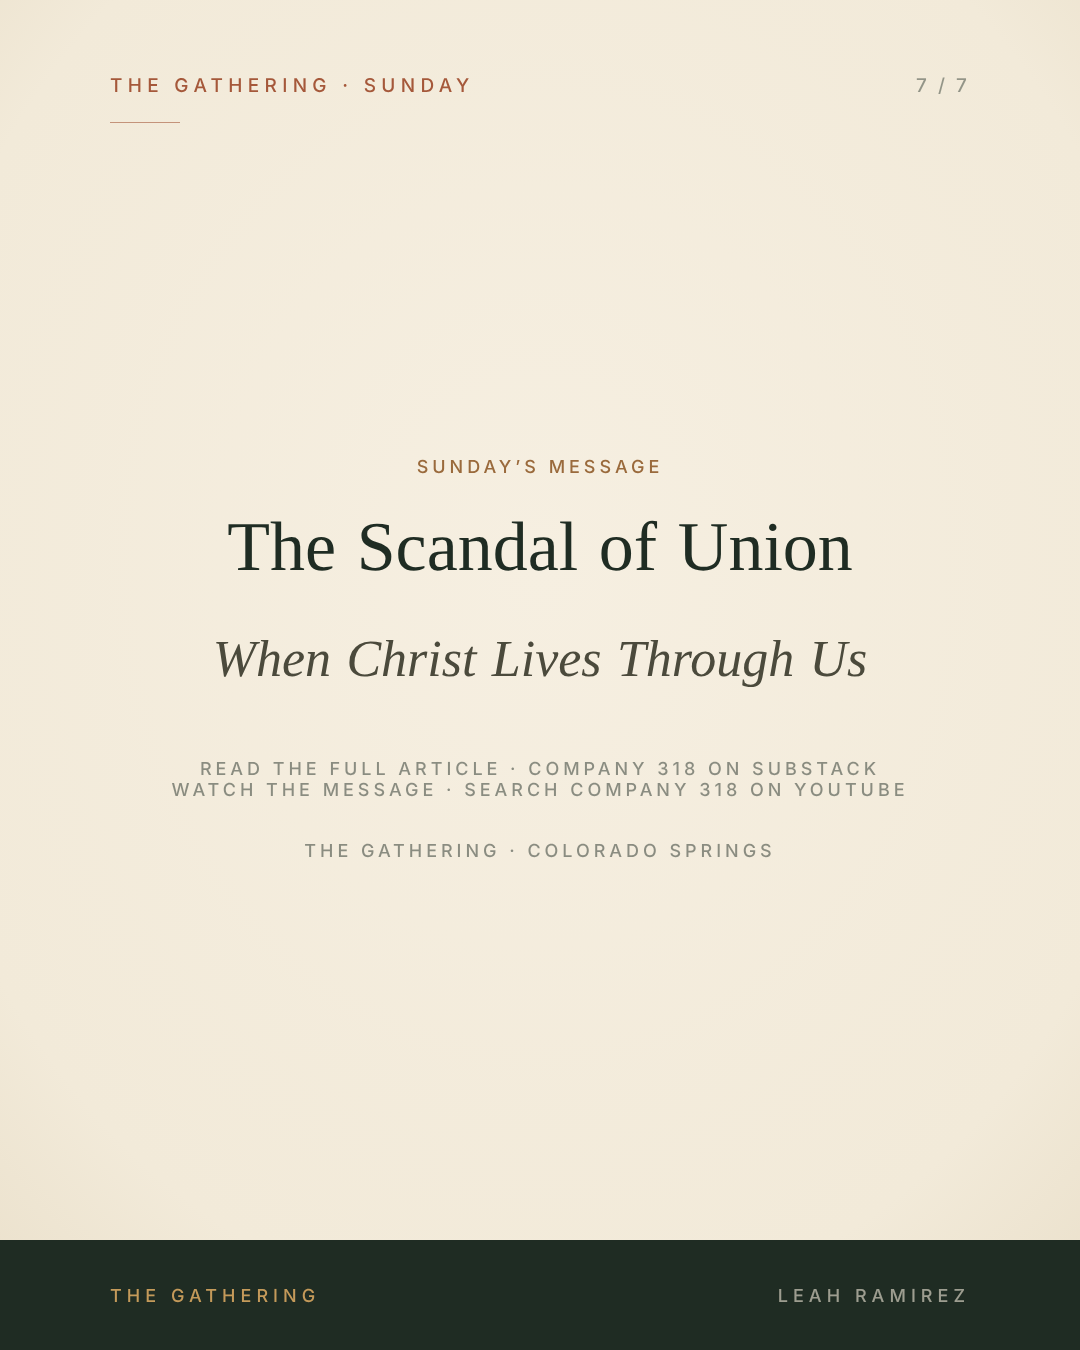 THE GATHERING · SUNDAY
7 / 7
SUNDAY’S MESSAGE
The Scandal of Union
When Christ Lives Through Us
READ THE FULL ARTICLE · COMPANY 318 ON SUBSTACK
WATCH THE MESSAGE · SEARCH COMPANY 318 ON YOUTUBE
THE GATHERING · COLORADO SPRINGS
THE GATHERING
LEAH RAMIREZ